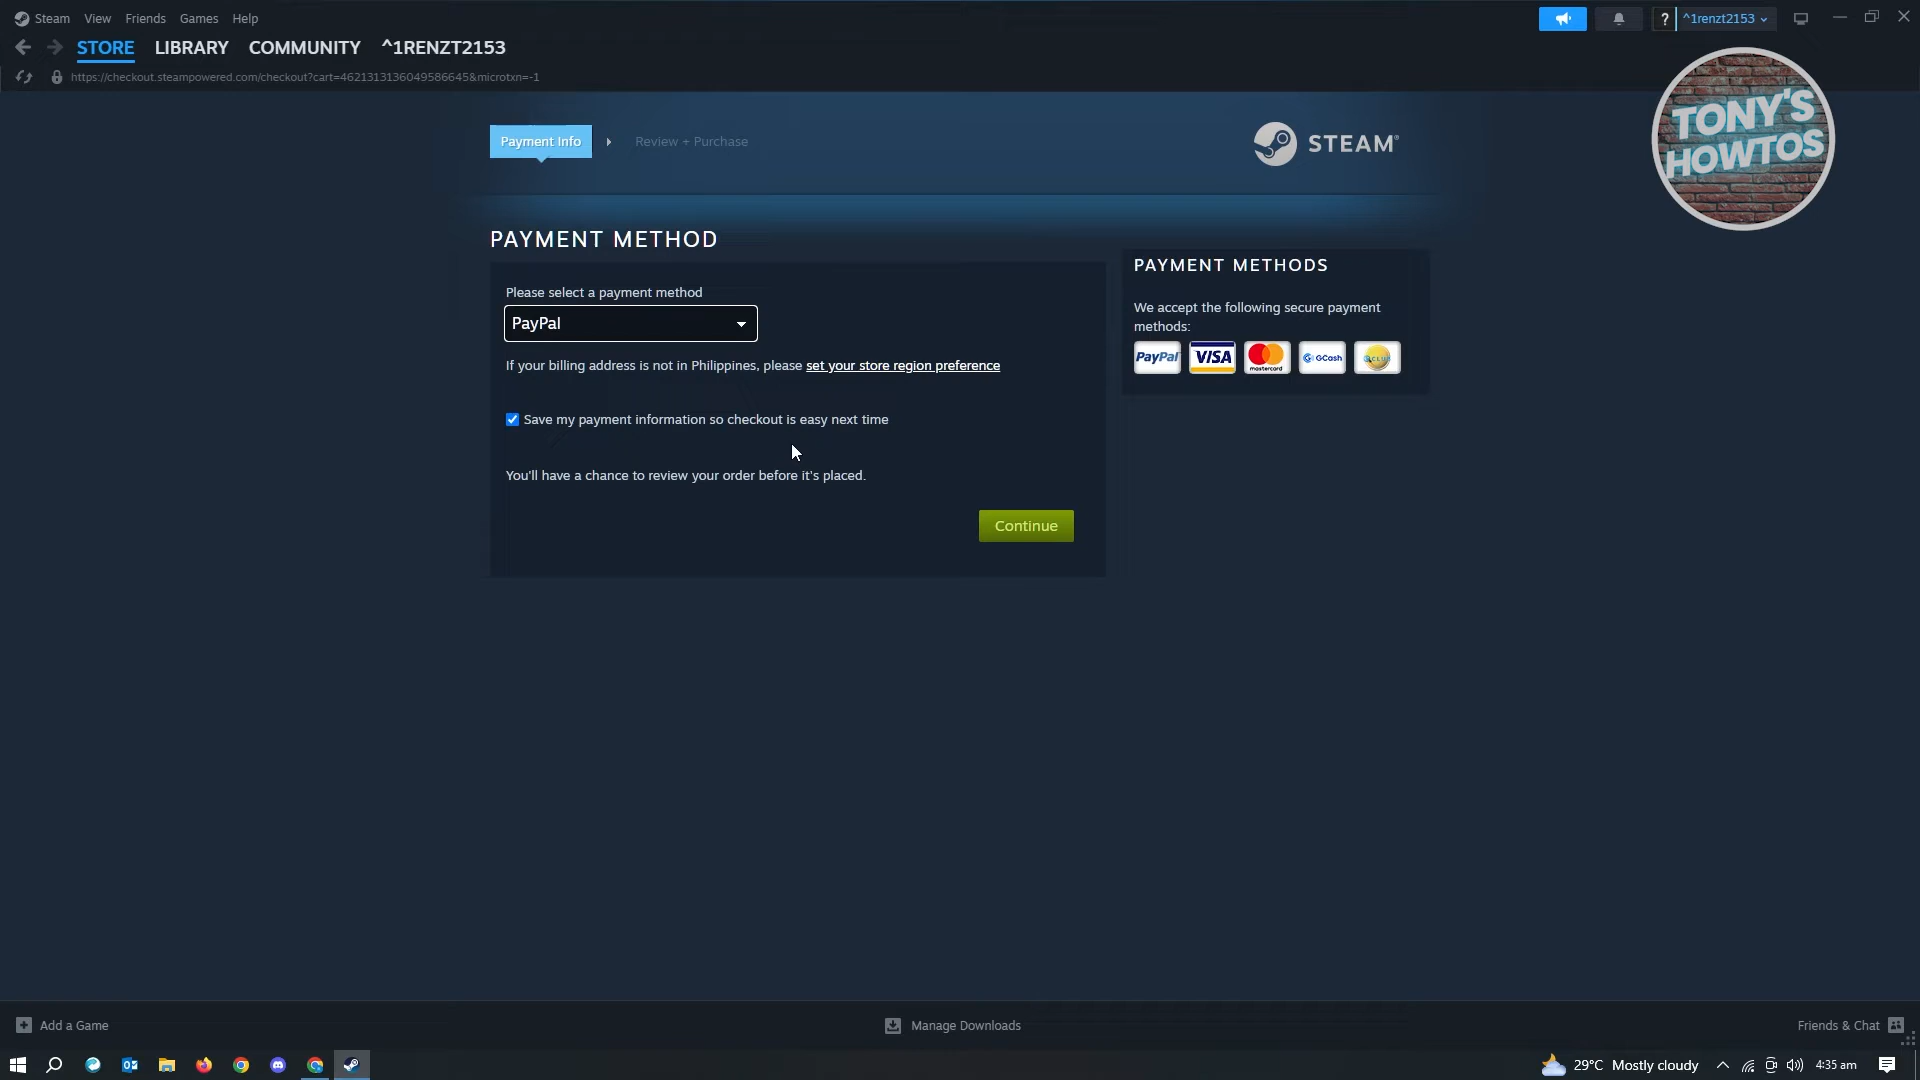 Steam View Friends Games Help
? ^1renzt2153
STORE LIBRARY COMMUNITY ^1RENZT2153
https://checkout.steampowered.com/checkout?cart=4621313136049586645&microtxn=-1
TONY'S
HOWTOS
Payment Info Review + Purchase
STEAM®
PAYMENT METHOD
Please select a payment method
PayPal
If your billing address is not in Philippines, please set your store region preference
Save my payment information so checkout is easy next time
You'll have a chance to review your order before it's placed.
Continue
PAYMENT METHODS
We accept the following secure payment
methods:
PayPal VISA mastercard GCash
Add a Game
Manage Downloads
Friends & Chat
29°C Mostly cloudy
4:35 am